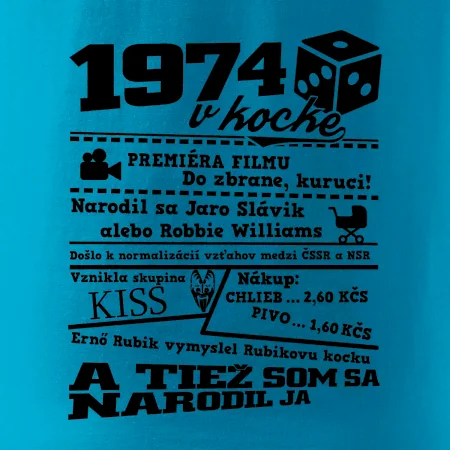 1974
v kocke
PREMIÉRA FILMU
Do zbrane, kuruci!
Narodil sa Jaro Slávik
alebo Robbie Williams
Došlo k normalizácií vzťahov medzi ČSSR a NSR
Vznikla skupina
KISS
Nákup:
CHLIEB ... 2,60 KČS
PIVO ... 1,60 KČS
Ernő Rubik vymyslel Rubikovu kocku
A TIEŽ SOM SA
NARODIL JA